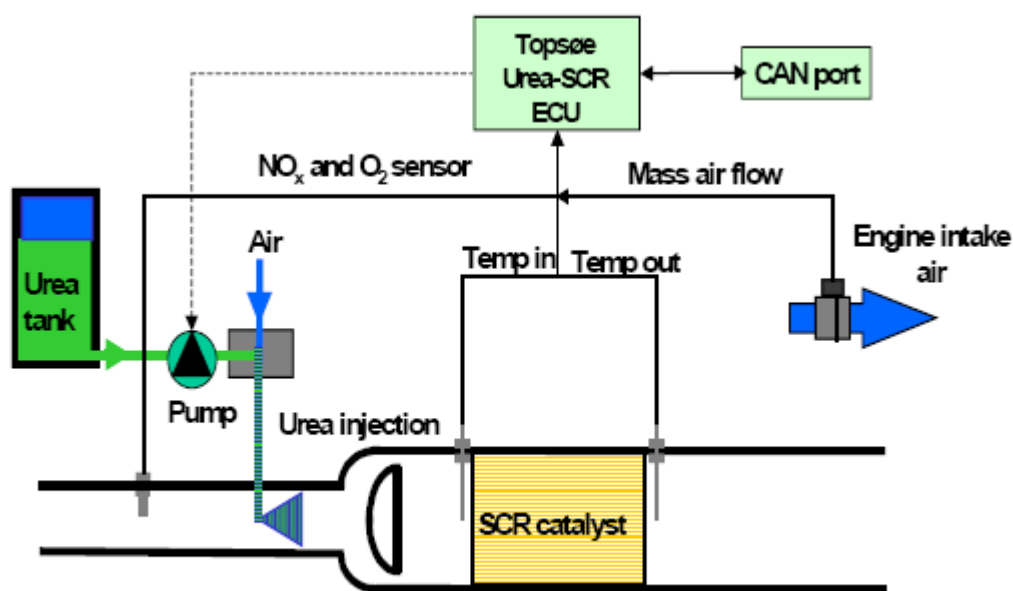 Topsøe
Urea-SCR
ECU
CAN port
NOx and O2 sensor
Mass air flow
Air
Engine intake
air
Temp in
Temp out
Urea
tank
Pump
Urea injection
SCR catalyst